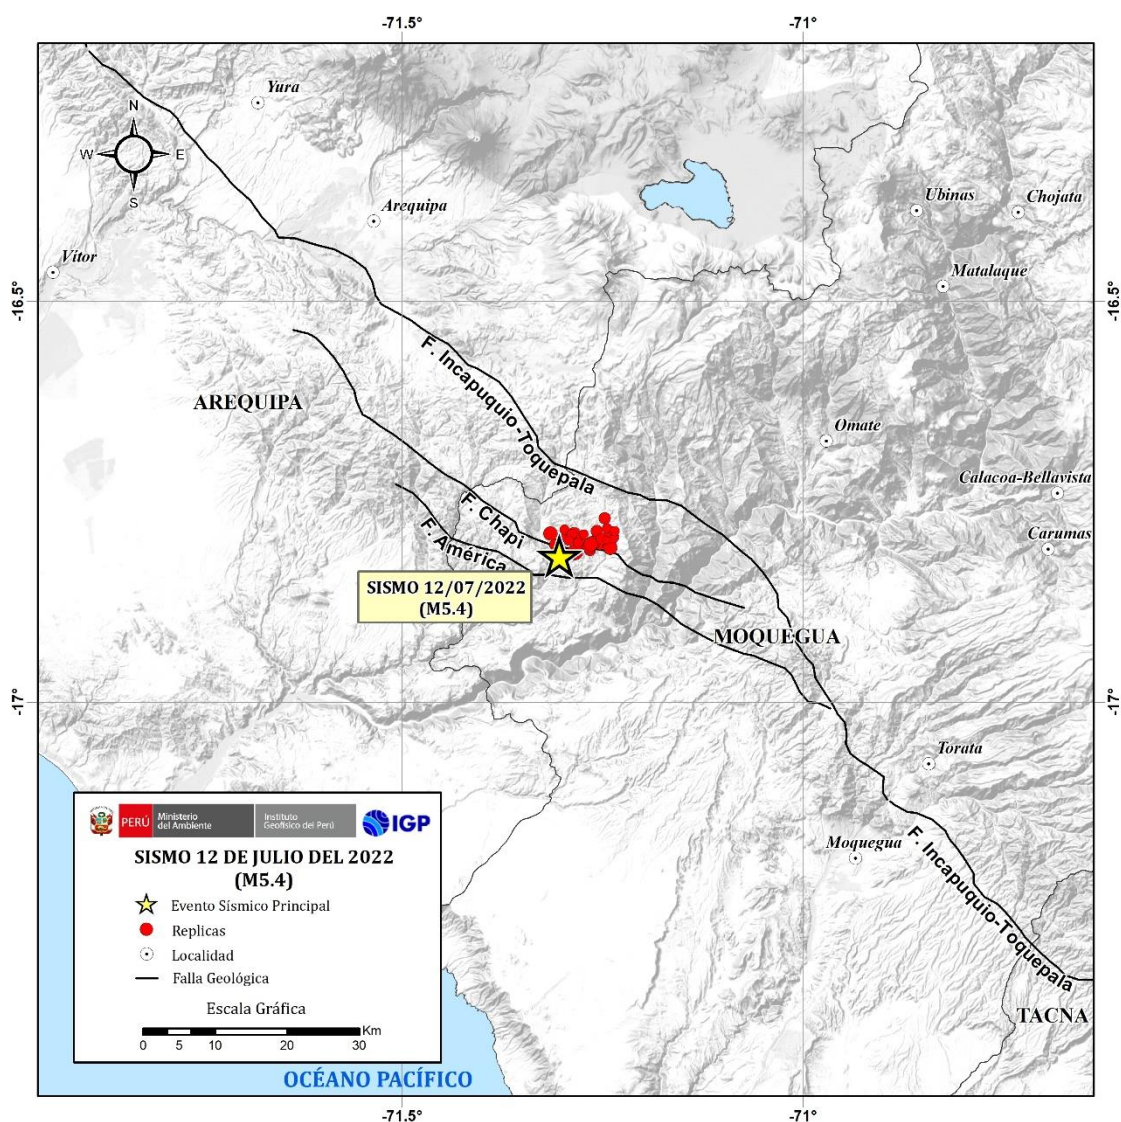 -71.5°
-71°
Yura
N
W
E
S
Arequipa
Ubinas
Chojata
Vítor
Matalaque
-16.5°
-16.5°
F. Incapuquio-Toquepala
AREQUIPA
Omate
Calacoa-Bellavista
F. Chapi
F. América
Carumas
SISMO 12/07/2022
(M5.4)
MOQUEGUA
-17°
-17°
Torata
PERÚ
Ministerio
del Ambiente
Instituto
Geofísico del Perú
IGP
SISMO 12 DE JULIO DEL 2022
(M5.4)
Evento Sísmico Principal
Replicas
Localidad
Falla Geológica
Escala Gráfica
Km
0 5 10 20 30
Moquegua
F. Incapuquio-Toquepala
TACNA
OCÉANO PACÍFICO
-71.5°
-71°